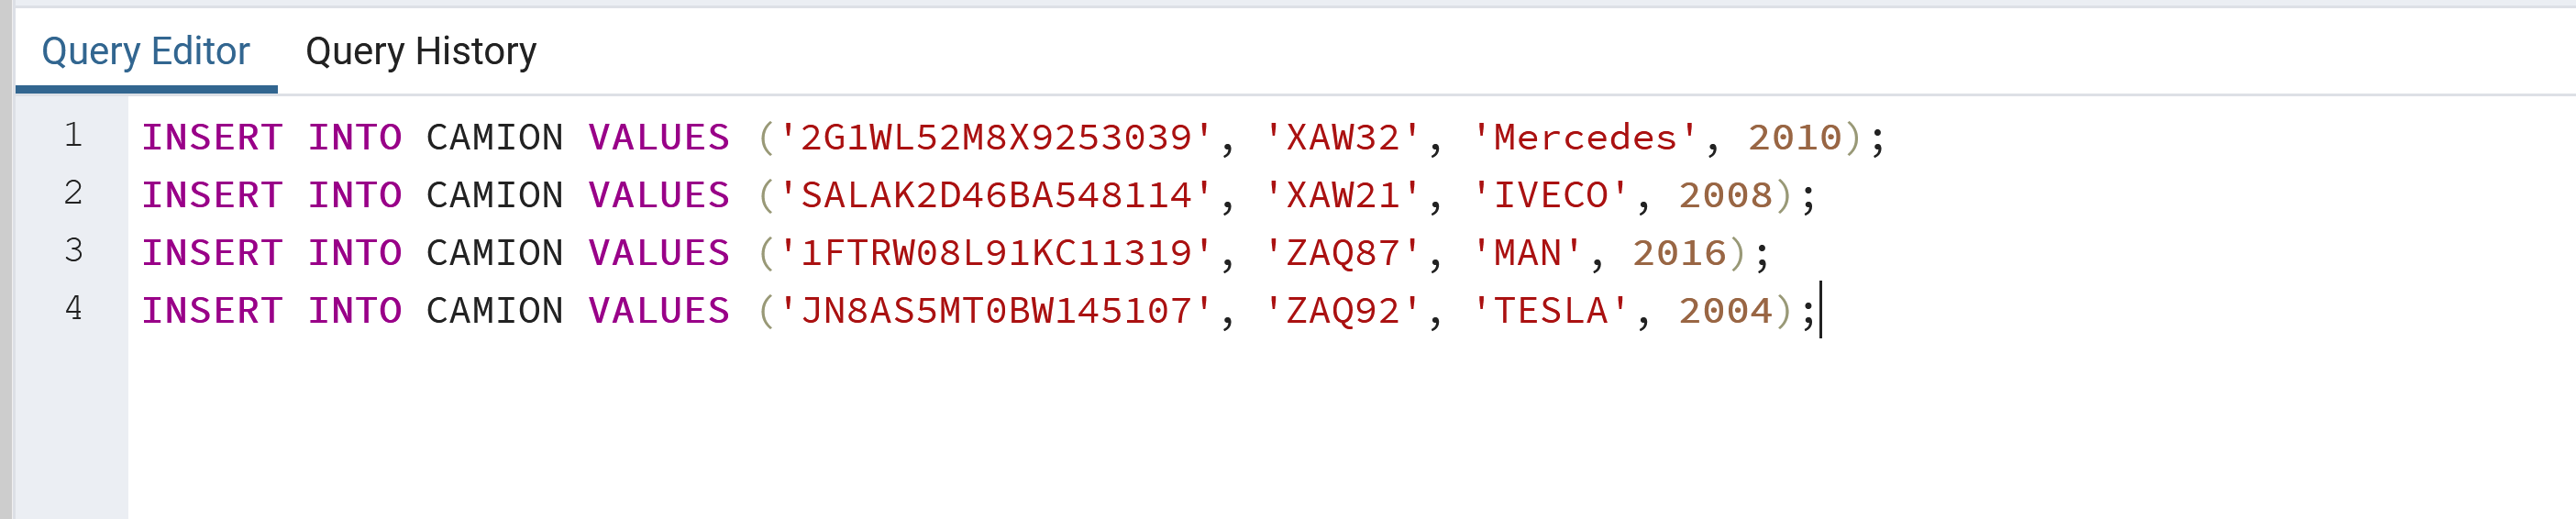 Query Editor Query History
1 INSERT INTO CAMION VALUES ('2G1WL52M8X9253039', 'XAW32', 'Mercedes', 2010);
2 INSERT INTO CAMION VALUES ('SALAK2D46BA548114', 'XAW21', 'IVECO', 2008);
3 INSERT INTO CAMION VALUES ('1FTRW08L91KC11319', 'ZAQ87', 'MAN', 2016);
4 INSERT INTO CAMION VALUES ('JN8AS5MT0BW145107', 'ZAQ92', 'TESLA', 2004);